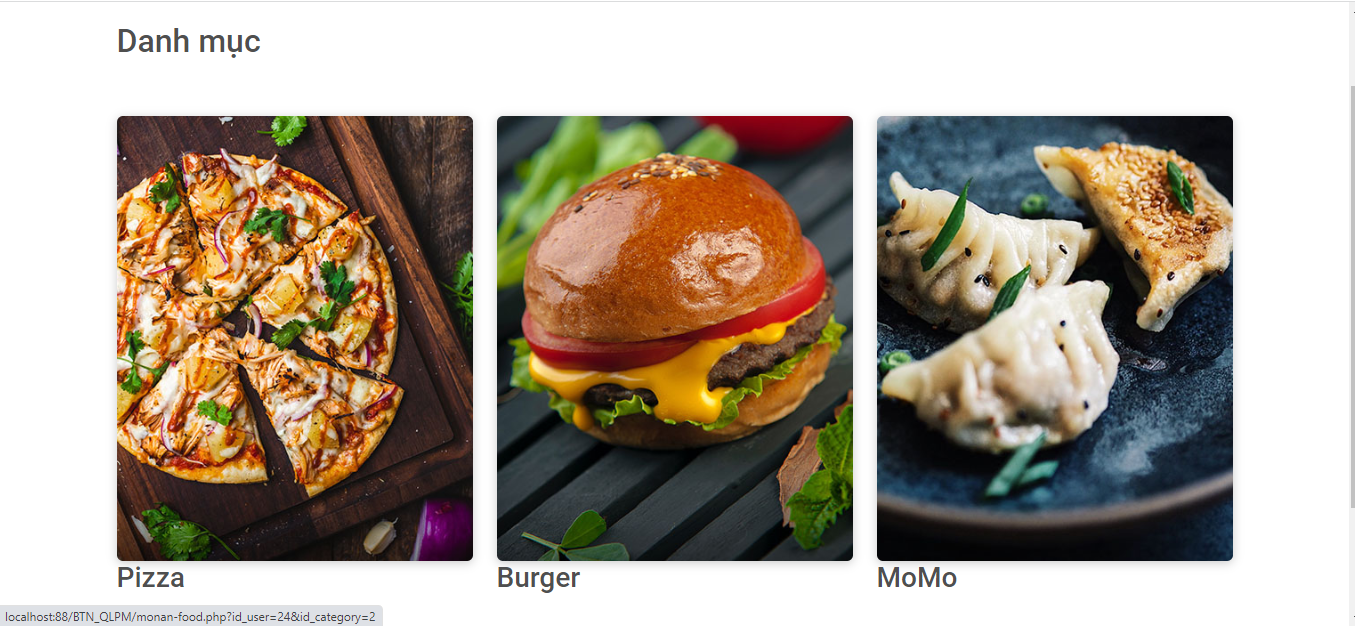 Danh mục
Pizza
Burger
MoMo
localhost:88/BTN_QLPM/monan-food.php?id_user=24&id_category=2